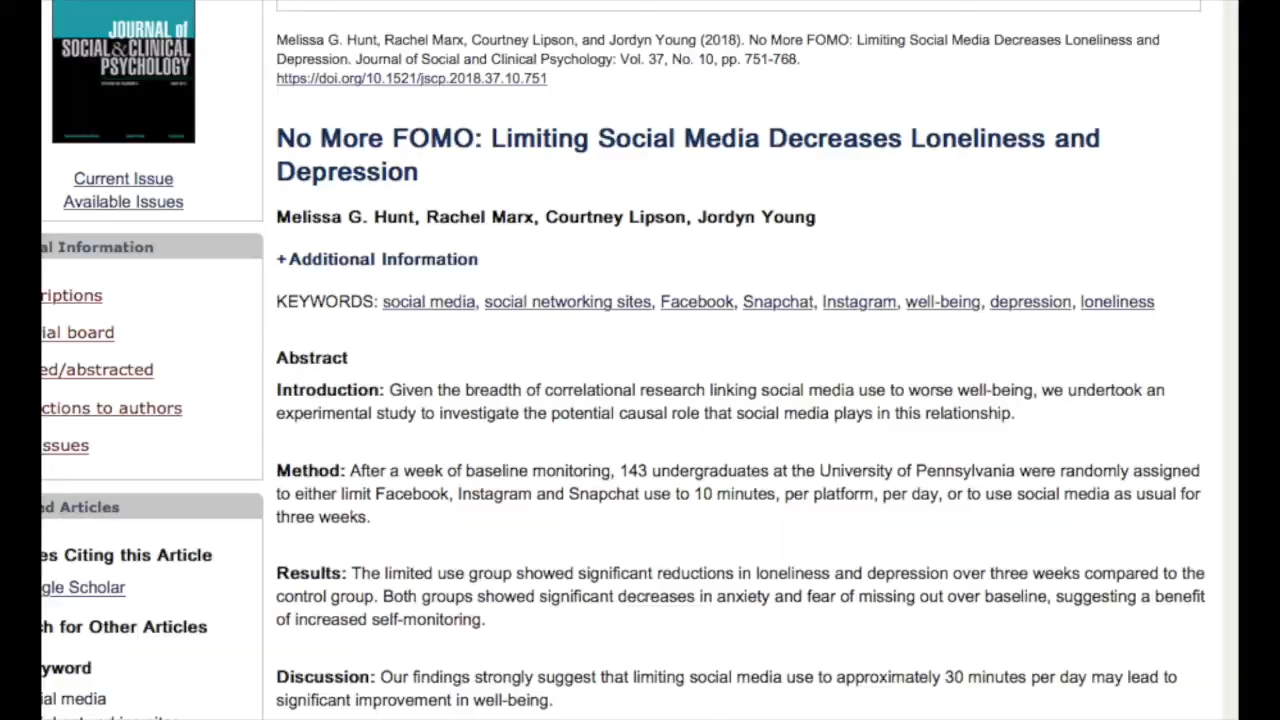 JOURNAL of
SOCIAL & CLINICAL
PSYCHOLOGY
Current Issue
Available Issues
al Information
riptions
ial board
ed/abstracted
ctions to authors
ssues
d Articles
es Citing this Article
gle Scholar
ch for Other Articles
yword
ial media
Melissa G. Hunt, Rachel Marx, Courtney Lipson, and Jordyn Young (2018). No More FOMO: Limiting Social Media Decreases Loneliness and
Depression. Journal of Social and Clinical Psychology: Vol. 37, No. 10, pp. 751-768.
https://doi.org/10.1521/jscp.2018.37.10.751
No More FOMO: Limiting Social Media Decreases Loneliness and
Depression
Melissa G. Hunt, Rachel Marx, Courtney Lipson, Jordyn Young
+Additional Information
KEYWORDS: social media, social networking sites, Facebook, Snapchat, Instagram, well-being, depression, loneliness
Abstract
Introduction: Given the breadth of correlational research linking social media use to worse well-being, we undertook an
experimental study to investigate the potential causal role that social media plays in this relationship.
Method: After a week of baseline monitoring, 143 undergraduates at the University of Pennsylvania were randomly assigned
to either limit Facebook, Instagram and Snapchat use to 10 minutes, per platform, per day, or to use social media as usual for
three weeks.
Results: The limited use group showed significant reductions in loneliness and depression over three weeks compared to the
control group. Both groups showed significant decreases in anxiety and fear of missing out over baseline, suggesting a benefit
of increased self-monitoring.
Discussion: Our findings strongly suggest that limiting social media use to approximately 30 minutes per day may lead to
significant improvement in well-being.